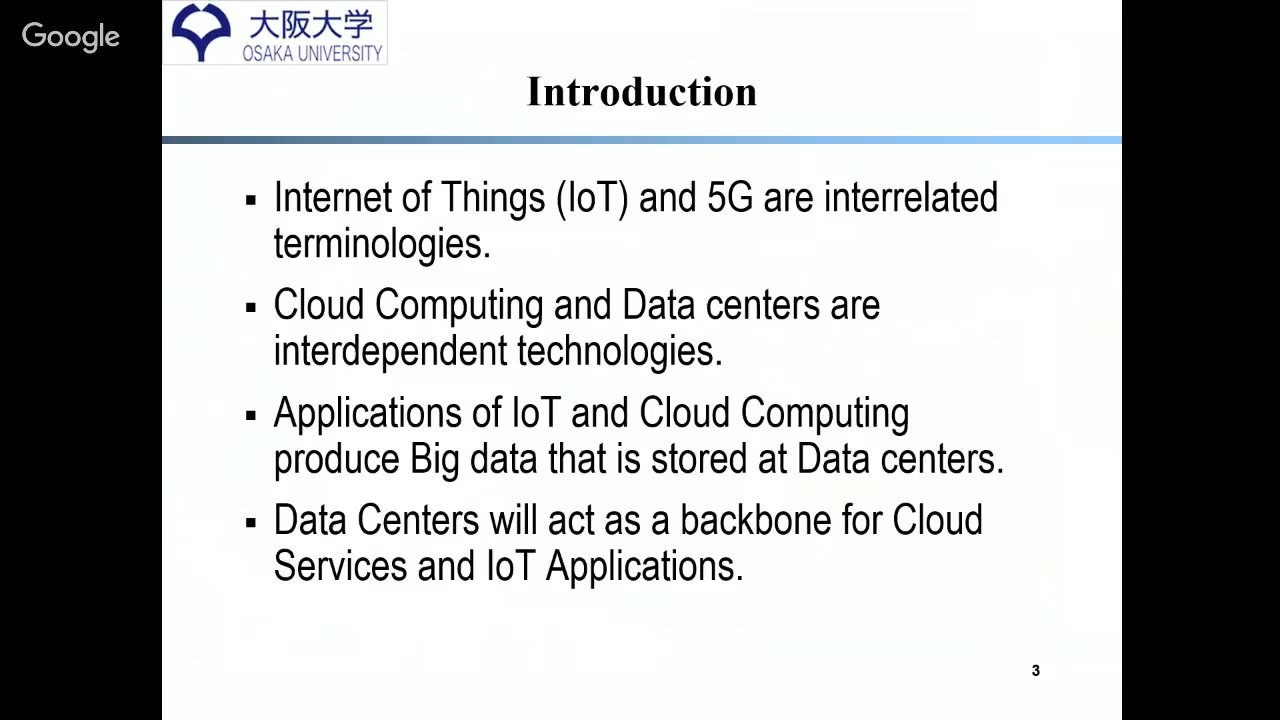 Google
大阪大学
OSAKA UNIVERSITY
Introduction
▪ Internet of Things (IoT) and 5G are interrelated
terminologies.
▪ Cloud Computing and Data centers are
interdependent technologies.
▪ Applications of IoT and Cloud Computing
produce Big data that is stored at Data centers.
▪ Data Centers will act as a backbone for Cloud
Services and IoT Applications.
3